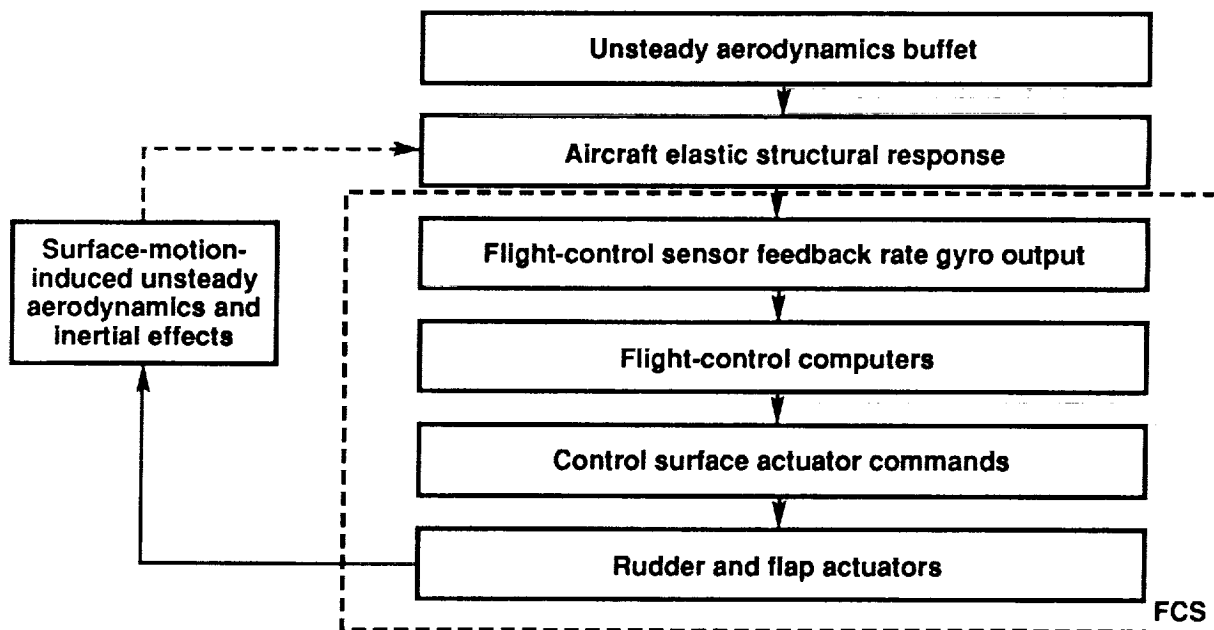 Unsteady aerodynamics buffet
Aircraft elastic structural response
Surface-motion-
induced unsteady
aerodynamics and
inertial effects
Flight-control sensor feedback rate gyro output
Flight-control computers
Control surface actuator commands
Rudder and flap actuators
FCS